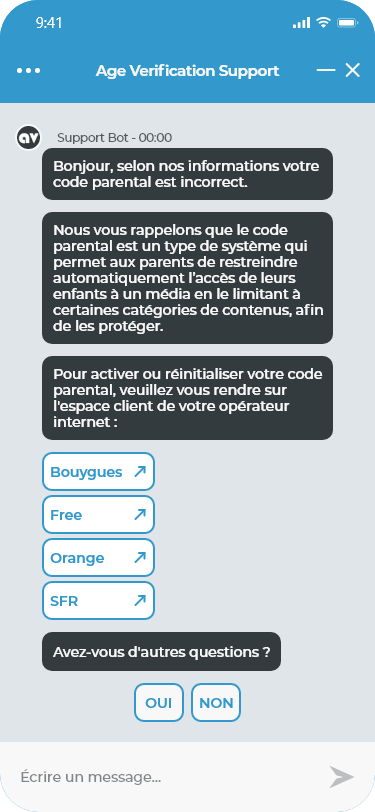 9:41
Age Verification Support
av
Support Bot - 00:00
Bonjour, selon nos informations votre
code parental est incorrect.
Nous vous rappelons que le code
parental est un type de système qui
permet aux parents de restreindre
automatiquement l'accès de leurs
enfants à un média en le limitant à
certaines catégories de contenus, afin
de les protéger.
Pour activer ou réinitialiser votre code
parental, veuillez vous rendre sur
l'espace client de votre opérateur
internet :
Bouygues
Free
Orange
SFR
Avez-vous d'autres questions ?
OUI NON
Écrire un message...